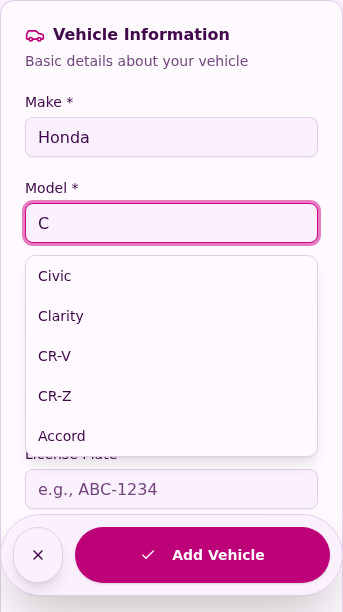 Vehicle Information
Basic details about your vehicle
Make *
Honda
Model *
C
Civic
Clarity
CR-V
CR-Z
Accord
License Plate
e.g., ABC-1234
Add Vehicle